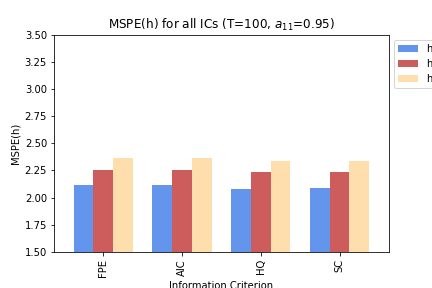 MSPE(h) for all ICs (T=100, a₁₁=0.95)
3.50
3.25
3.00
2.75
2.50
2.25
2.00
1.75
1.50
MSPE(h)
h
h
h
FPE
AIC
HQ
SC
Information Criterion